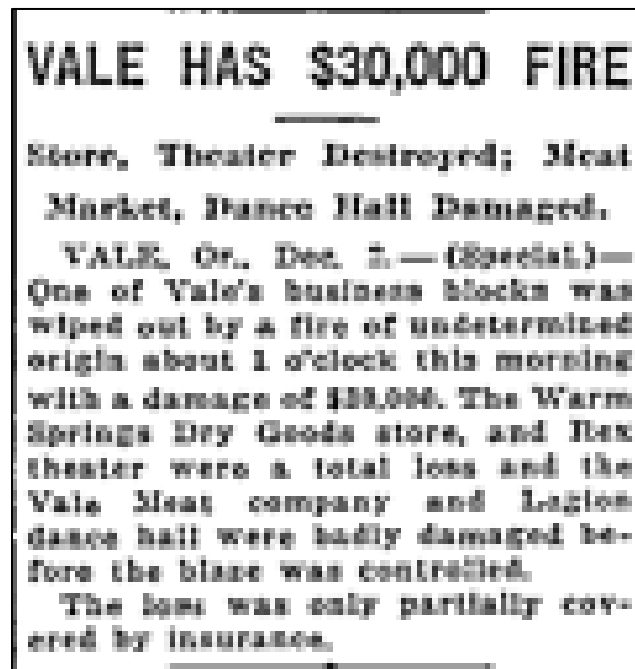 VALE HAS $30,000 FIRE
Store, Theater Destroyed; Meat
Market, Dance Hall Damaged.
VALE, Or., Dec. — (Special.) —
One of Vale's business blocks was
wiped out by a fire of undetermined
origin about 1 o'clock this morning
with a damage of $30,000. The Warm
Springs Dry Goods store, and Rex
theater were a total loss and the
Vale Meat company and Legion
dance hall were badly damaged be-
fore the blaze was controlled.
The loss was only partially cov-
ered by insurance.